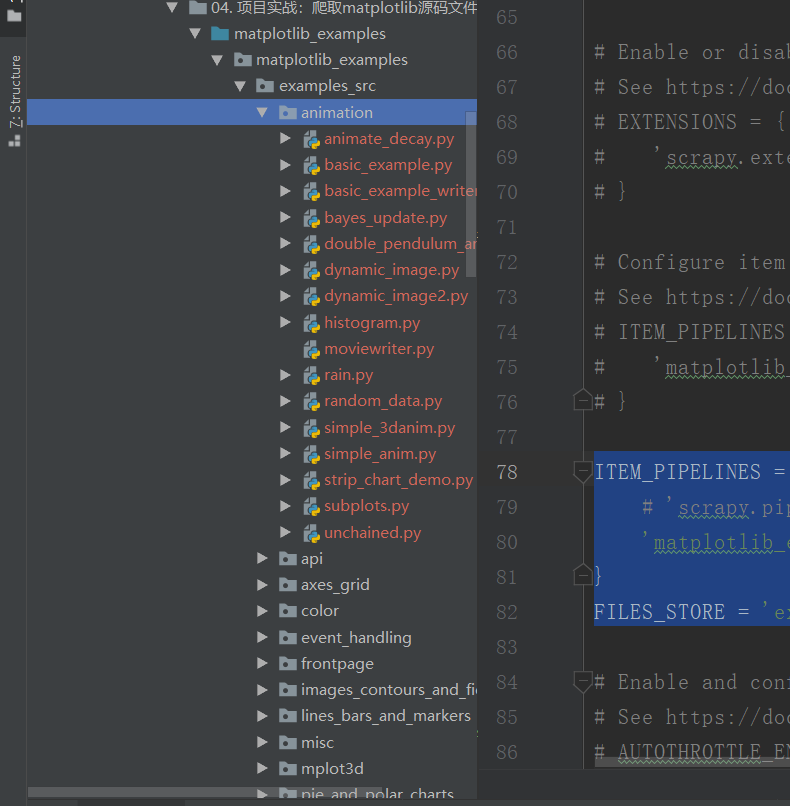 04. 项目实战：爬取matplotlib源码文件
matplotlib_examples
matplotlib_examples
examples_src
animation
animate_decay.py
basic_example.py
basic_example_writer
bayes_update.py
double_pendulum_an
dynamic_image.py
dynamic_image2.py
histogram.py
moviewriter.py
rain.py
random_data.py
simple_3danim.py
simple_anim.py
strip_chart_demo.py
subplots.py
unchained.py
api
axes_grid
color
event_handling
frontpage
images_contours_and_fie
lines_bars_and_markers
misc
mplot3d
pie_and_polar_charts
Z: Structure
65
66 # Enable or disab
67 # See https://doc
68 # EXTENSIONS = {
69 # 'scrapy.exte
70 # }
71
72 # Configure item
73 # See https://doc
74 # ITEM_PIPELINES
75 # 'matplotlib_
76 # }
77
78 ITEM_PIPELINES =
79 # 'scrapy.pip
80 'matplotlib_e
81 }
82 FILES_STORE = 'ex
83
84 # Enable and conf
85 # See https://doc
86 # AUTOTHROTTLE_EN